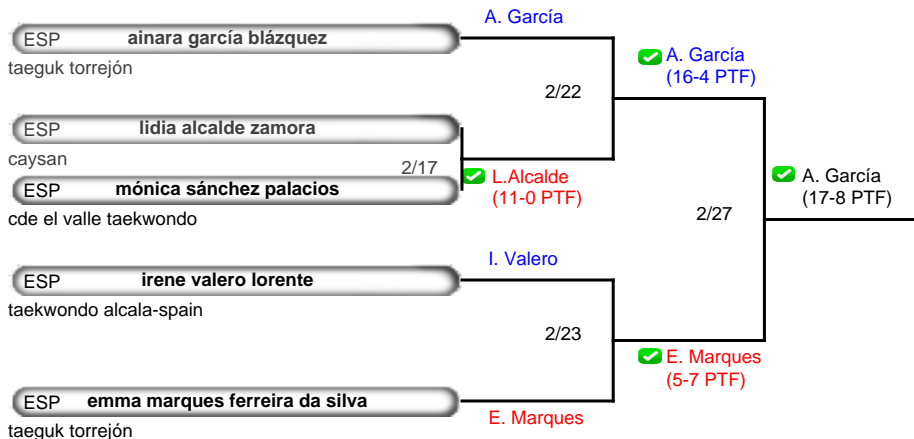 A. García
ESP ainara garcía blázquez
taeguk torrejón
A. García
(16-4 PTF)
2/22
ESP lidia alcalde zamora
caysan
2/17
L.Alcalde
(11-0 PTF)
ESP mónica sánchez palacios
cde el valle taekwondo
A. García
(17-8 PTF)
2/27
I. Valero
ESP irene valero lorente
taekwondo alcala-spain
2/23
E. Marques
(5-7 PTF)
ESP emma marques ferreira da silva
E. Marques
taeguk torrejón